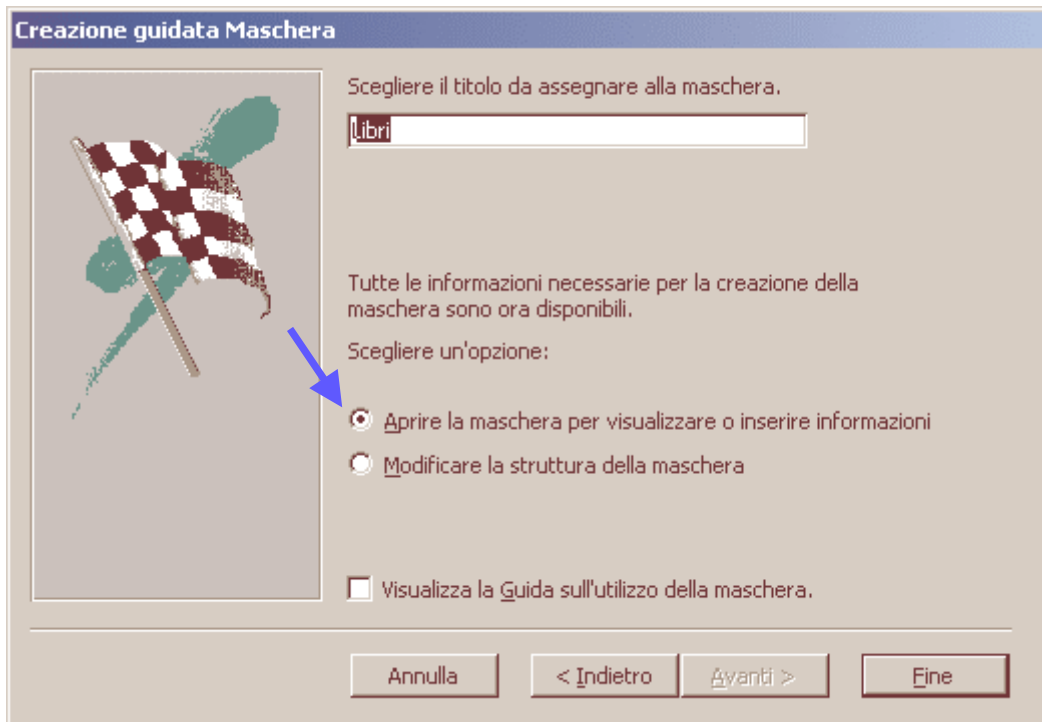 Creazione guidata Maschera
Scegliere il titolo da assegnare alla maschera.
Libri
Tutte le informazioni necessarie per la creazione della
maschera sono ora disponibili.
Scegliere un'opzione:
Aprire la maschera per visualizzare o inserire informazioni
Modificare la struttura della maschera
Visualizza la Guida sull'utilizzo della maschera.
Annulla < Indietro Avanti > Fine